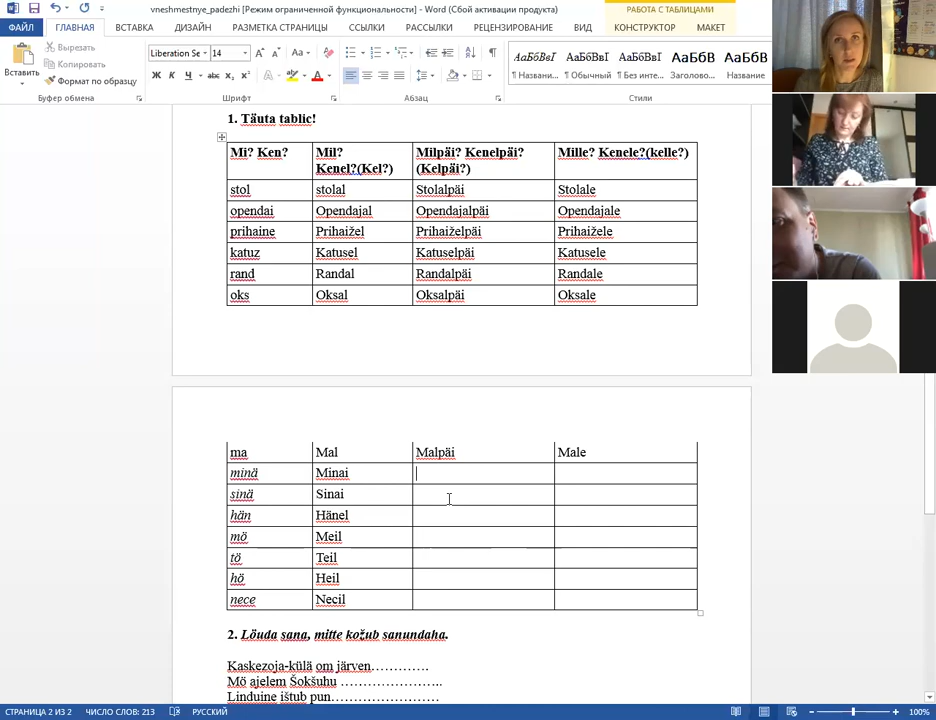 vneshmestnye_padezhi [Режим ограниченной функциональности] - Word (Сбой активации продукта)
РАБОТА С ТАБЛИЦАМИ
ФАЙЛ ГЛАВНАЯ ВСТАВКА ДИЗАЙН РАЗМЕТКА СТРАНИЦЫ ССЫЛКИ РАССЫЛКИ РЕЦЕНЗИРОВАНИЕ ВИД КОНСТРУКТОР МАКЕТ
Вставить
Вырезать
Копировать
Формат по образцу
Буфер обмена
Liberation Se 14
Ж К Ч abc x₂ x²
Шрифт
Абзац
АаБбВвГ АаБбВвГ АаБбВвГ АаБбВ АаБбВ
¶ Названи... ¶ Обычный ¶ Без инте... Заголово... Название
Стили
1. Täuta tablic!
Mi? Ken? Mil? Kenel?(Kel?) Milpäi? Kenelpäi? (Kelpäi?) Mille? Kenele?(kelle?)
stol stolal Stolalpäi Stolale
opendai Opendajal Opendajalpäi Opendajale
prihaine Prihaižel Prihaiželpäi Prihaižele
katuz Katusel Katuselpäi Katusele
rand Randal Randalpäi Randale
oks Oksal Oksalpäi Oksale
ma Mal Malpäi Male
minä Minai
sinä Sinai
hän Hänel
mö Meil
tö Teil
hö Heil
nece Necil
2. Löuda sana, mitte kožub sanundaha.
Kaskezoja-külä om järven………….
Mö ajelem Šokšuhu …………………..
Linduine ištub pun……………………
СТРАНИЦА 2 ИЗ 2 ЧИСЛО СЛОВ: 213 РУССКИЙ 100%